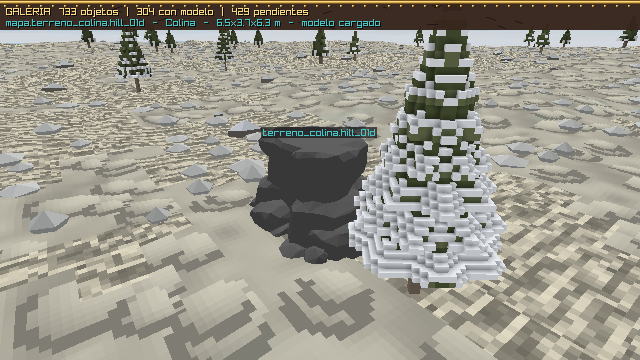 GALERIA 733 objetos | 304 con modelo | 429 pendientes
mapa.terreno_colina.hill_01d - Colina - 6.5x3.7x6.3 m - modelo cargado
terreno_colina.hill_01d